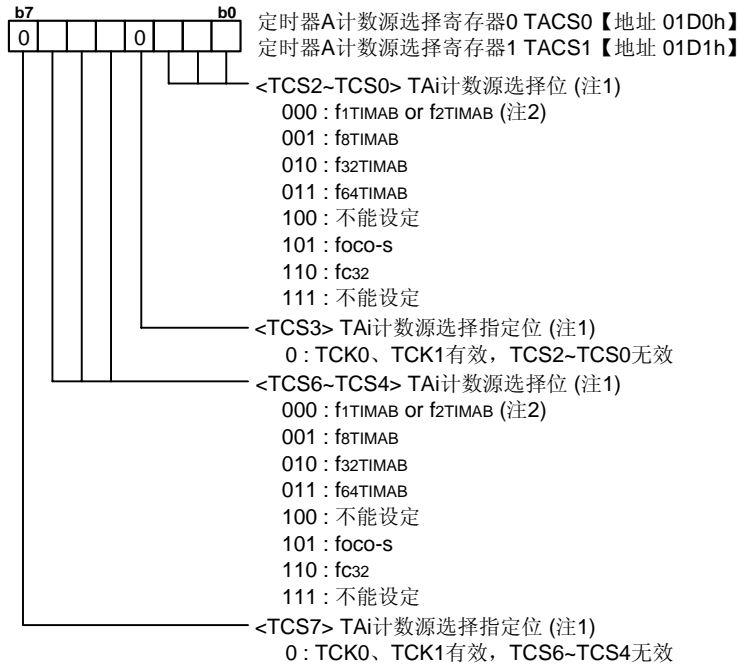 b7 b0
0 0
定时器A计数源选择寄存器0 TACS0【地址 01D0h】
定时器A计数源选择寄存器1 TACS1【地址 01D1h】
<TCS2~TCS0> TAi计数源选择位 (注1)
000 : f1TIMAB or f2TIMAB (注2)
001 : f8TIMAB
010 : f32TIMAB
011 : f64TIMAB
100 : 不能设定
101 : foco-s
110 : fc32
111 : 不能设定
<TCS3> TAi计数源选择指定位 (注1)
0 : TCK0、TCK1有效，TCS2~TCS0无效
<TCS6~TCS4> TAi计数源选择位 (注1)
000 : f1TIMAB or f2TIMAB (注2)
001 : f8TIMAB
010 : f32TIMAB
011 : f64TIMAB
100 : 不能设定
101 : foco-s
110 : fc32
111 : 不能设定
<TCS7> TAi计数源选择指定位 (注1)
0 : TCK0、TCK1有效，TCS6~TCS4无效